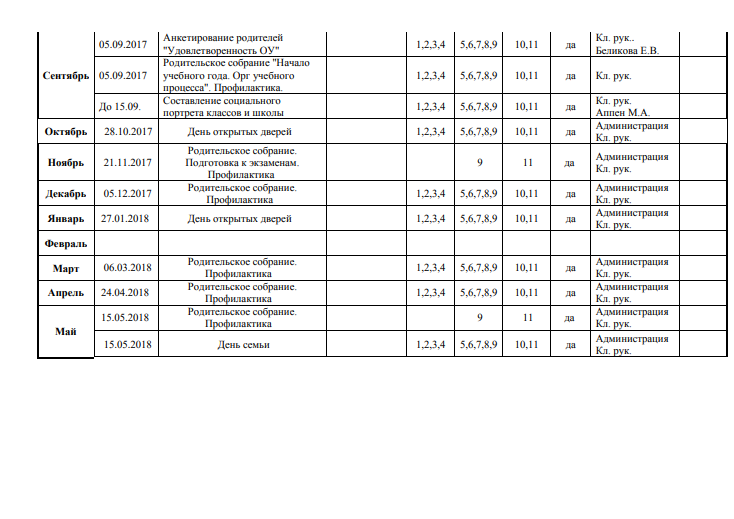 Сентябрь
05.09.2017 Анкетирование родителей "Удовлетворенность ОУ" 1,2,3,4 5,6,7,8,9 10,11 да Кл. рук.. Беликова Е.В.
05.09.2017 Родительское собрание "Начало учебного года. Орг учебного процесса". Профилактика. 1,2,3,4 5,6,7,8,9 10,11 да Кл. рук.
До 15.09. Составление социального портрета классов и школы 1,2,3,4 5,6,7,8,9 10,11 да Кл. рук. Аппен М.А.
Октябрь 28.10.2017 День открытых дверей 1,2,3,4 5,6,7,8,9 10,11 да Администрация Кл. рук.
Ноябрь 21.11.2017 Родительское собрание. Подготовка к экзаменам. Профилактика 9 11 да Администрация Кл. рук.
Декабрь 05.12.2017 Родительское собрание. Профилактика 1,2,3,4 5,6,7,8,9 10,11 да Администрация Кл. рук.
Январь 27.01.2018 День открытых дверей 1,2,3,4 5,6,7,8,9 10,11 да Администрация Кл. рук.
Февраль
Март 06.03.2018 Родительское собрание. Профилактика 1,2,3,4 5,6,7,8,9 10,11 да Администрация Кл. рук.
Апрель 24.04.2018 Родительское собрание. Профилактика 1,2,3,4 5,6,7,8,9 10,11 да Администрация Кл. рук.
Май
15.05.2018 Родительское собрание. Профилактика 9 11 да Администрация Кл. рук.
15.05.2018 День семьи 1,2,3,4 5,6,7,8,9 10,11 да Администрация Кл. рук.